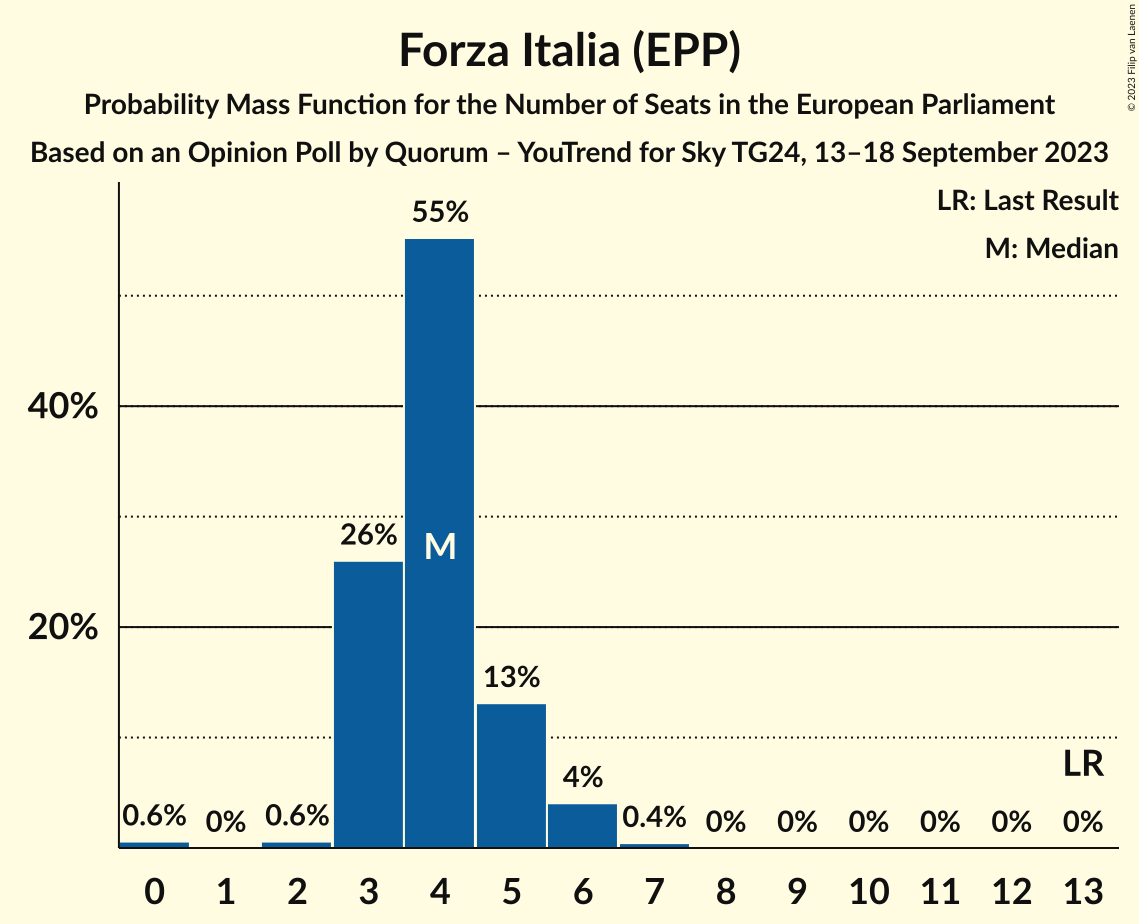 Forza Italia (EPP)
Probability Mass Function for the Number of Seats in the European Parliament
Based on an Opinion Poll by Quorum – YouTrend for Sky TG24, 13–18 September 2023
© 2023 Filip van Laenen
LR: Last Result
M: Median
55%
40%
26%
M
20%
13%
LR
4%
0.6% 0% 0.6% 0.4% 0% 0% 0% 0% 0% 0%
0 1 2 3 4 5 6 7 8 9 10 11 12 13